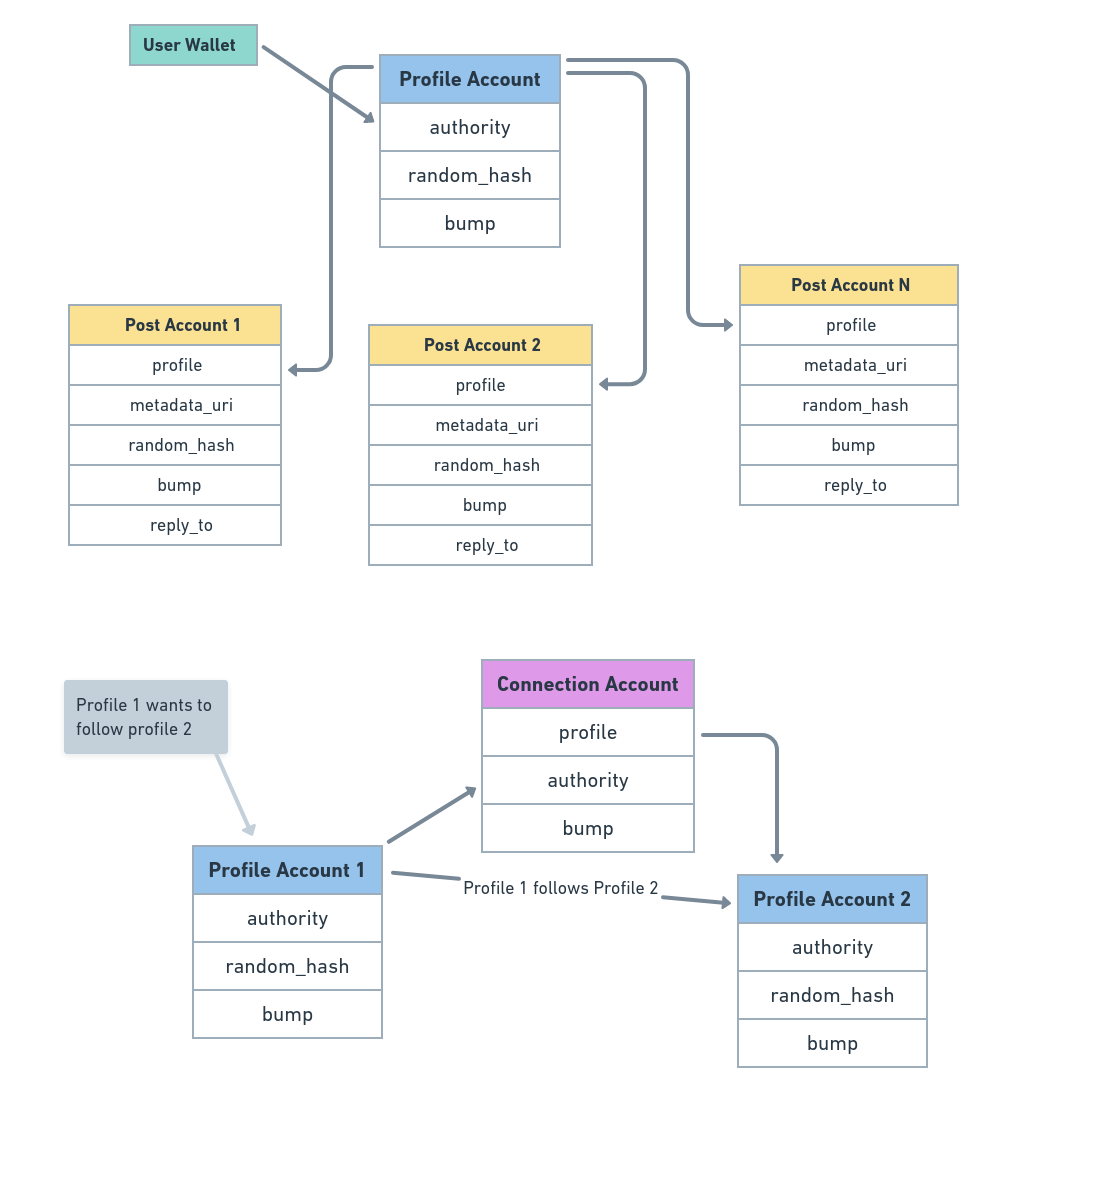 User Wallet
Profile Account
authority
random_hash
bump
Post Account 1
profile
metadata_uri
random_hash
bump
reply_to
Post Account 2
profile
metadata_uri
random_hash
bump
reply_to
Post Account N
profile
metadata_uri
random_hash
bump
reply_to
Profile 1 wants to
follow profile 2
Connection Account
profile
authority
bump
Profile Account 1
authority
random_hash
bump
Profile 1 follows Profile 2
Profile Account 2
authority
random_hash
bump